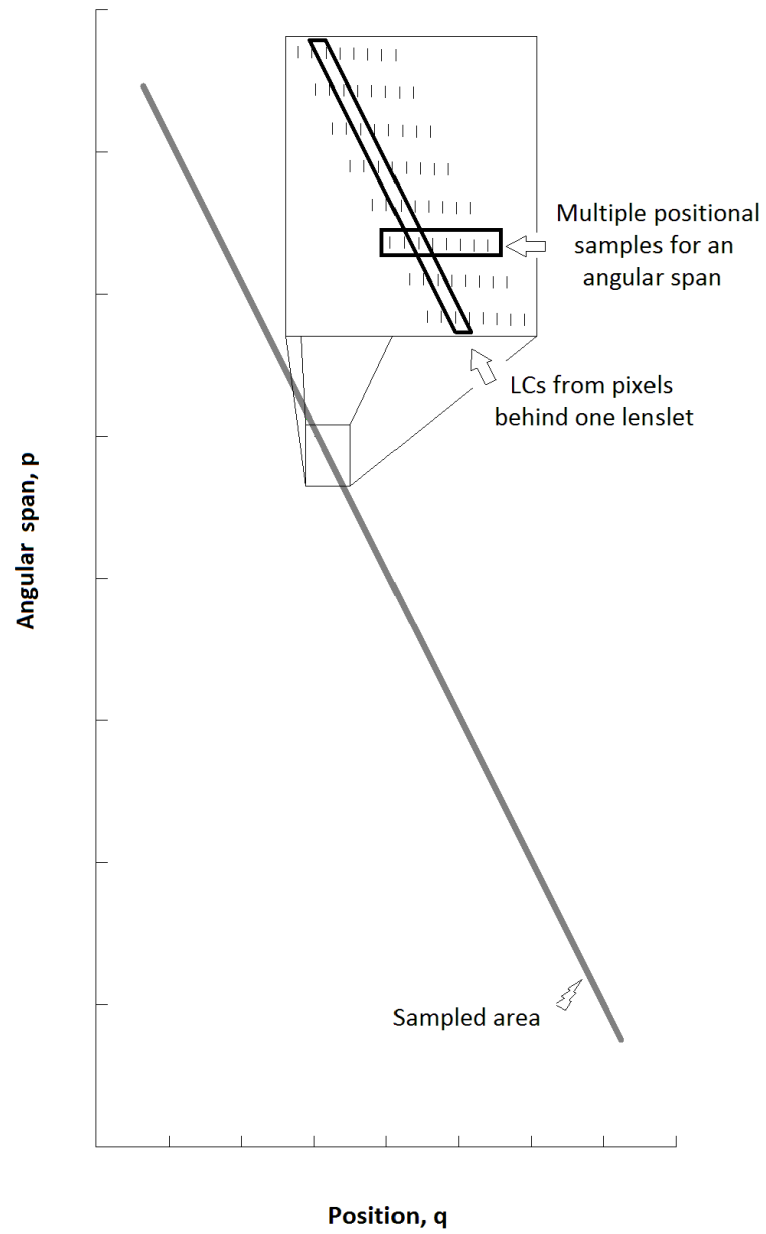 Multiple positional
samples for an
angular span
LCs from pixels
behind one lenslet
Angular span, p
Sampled area
Position, q